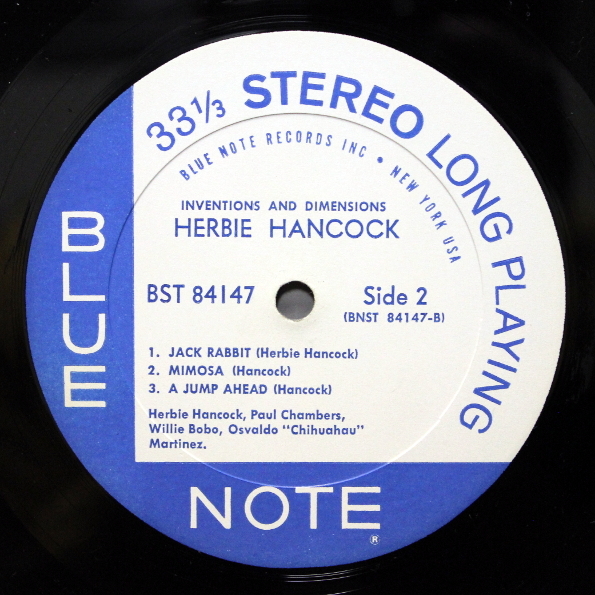 33⅓ STEREO LONG PLAYING
BLUE NOTE RECORDS INC • NEW YORK USA
INVENTIONS AND DIMENSIONS
HERBIE HANCOCK
BST 84147
Side 2
(BNST 84147-B)
1. JACK RABBIT (Herbie Hancock)
2. MIMOSA (Hancock)
3. A JUMP AHEAD (Hancock)
Herbie Hancock, Paul Chambers,
Willie Bobo, Osvaldo "Chihuahau"
Martinez.
BLUE
NOTE
®